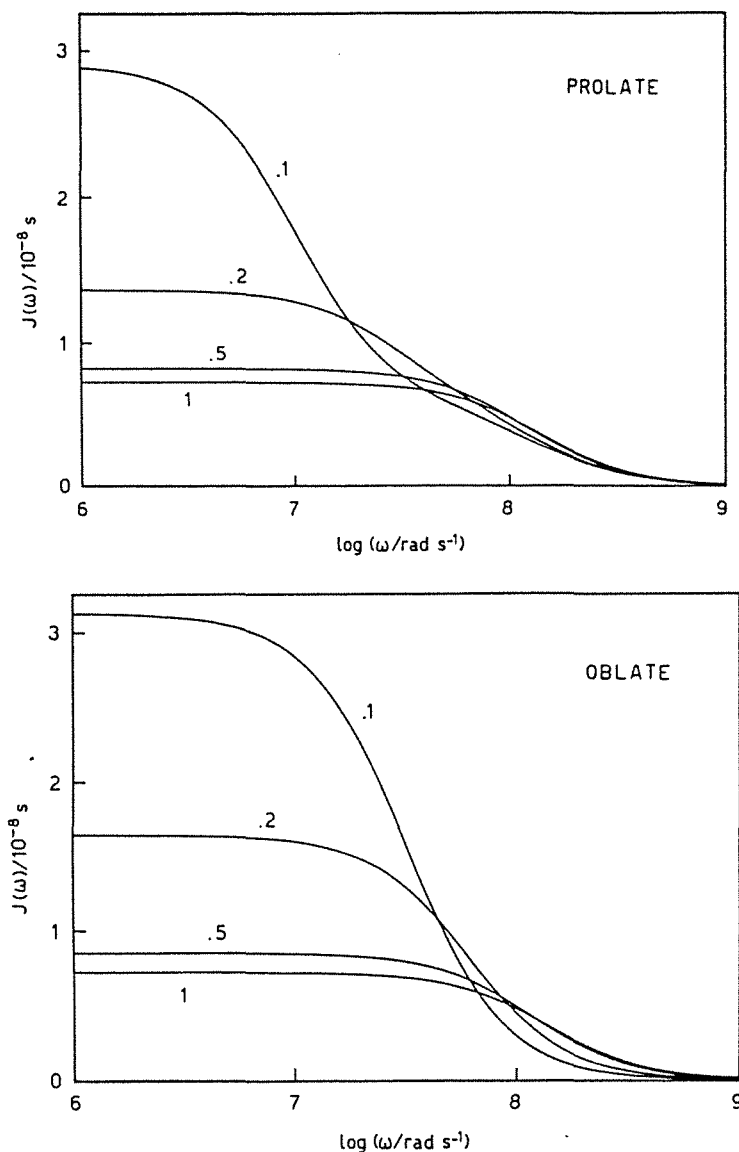 PROLATE
3
2
1
0
J(ω)/10⁻⁸ s
.1
.2
.5
1
6 7 8 9
log (ω/rad s⁻¹)
OBLATE
3
2
1
0
J(ω)/10⁻⁸ s
.1
.2
.5
1
6 7 8 9
log (ω/rad s⁻¹)